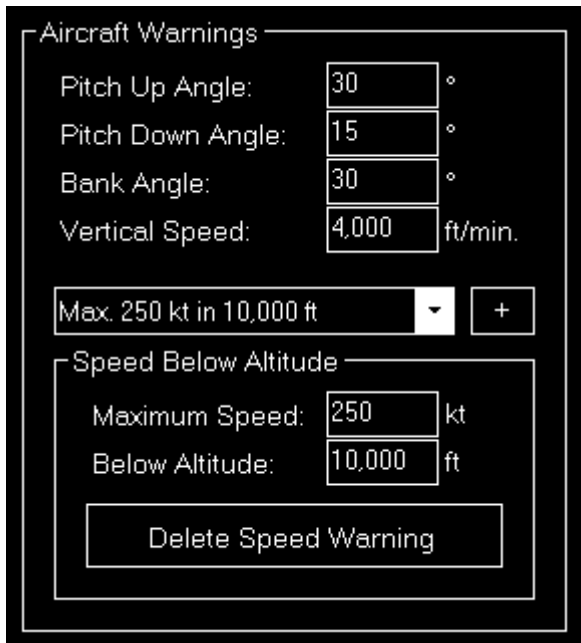 Aircraft Warnings
Pitch Up Angle: 30 °
Pitch Down Angle: 15 °
Bank Angle: 30 °
Vertical Speed: 4,000 ft/min.
Max. 250 kt in 10,000 ft +
Speed Below Altitude
Maximum Speed: 250 kt
Below Altitude: 10,000 ft
Delete Speed Warning